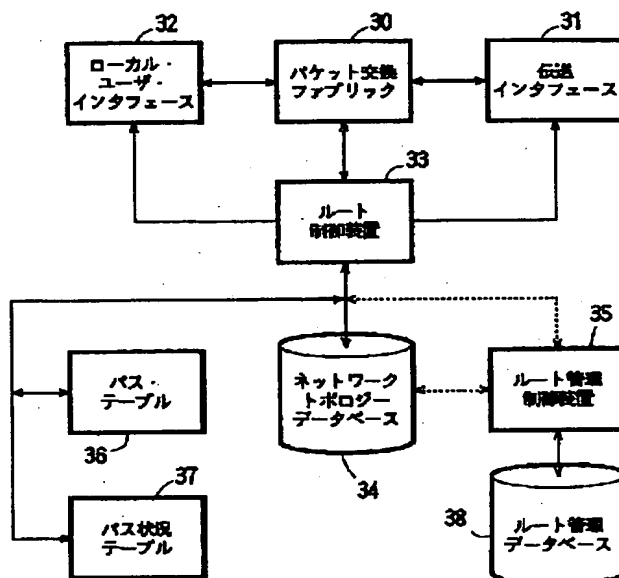 32
30
31
ローカル・
ユーザ・
インタフェース
パケット交換
ファブリック
伝送
インタフェース
33
ルート
制御装置
35
パス・
テーブル
ネットワーク
トポロジー
データベース
ルート管理
制御装置
36
34
37
パス状況
テーブル
38
ルート管理
データベース